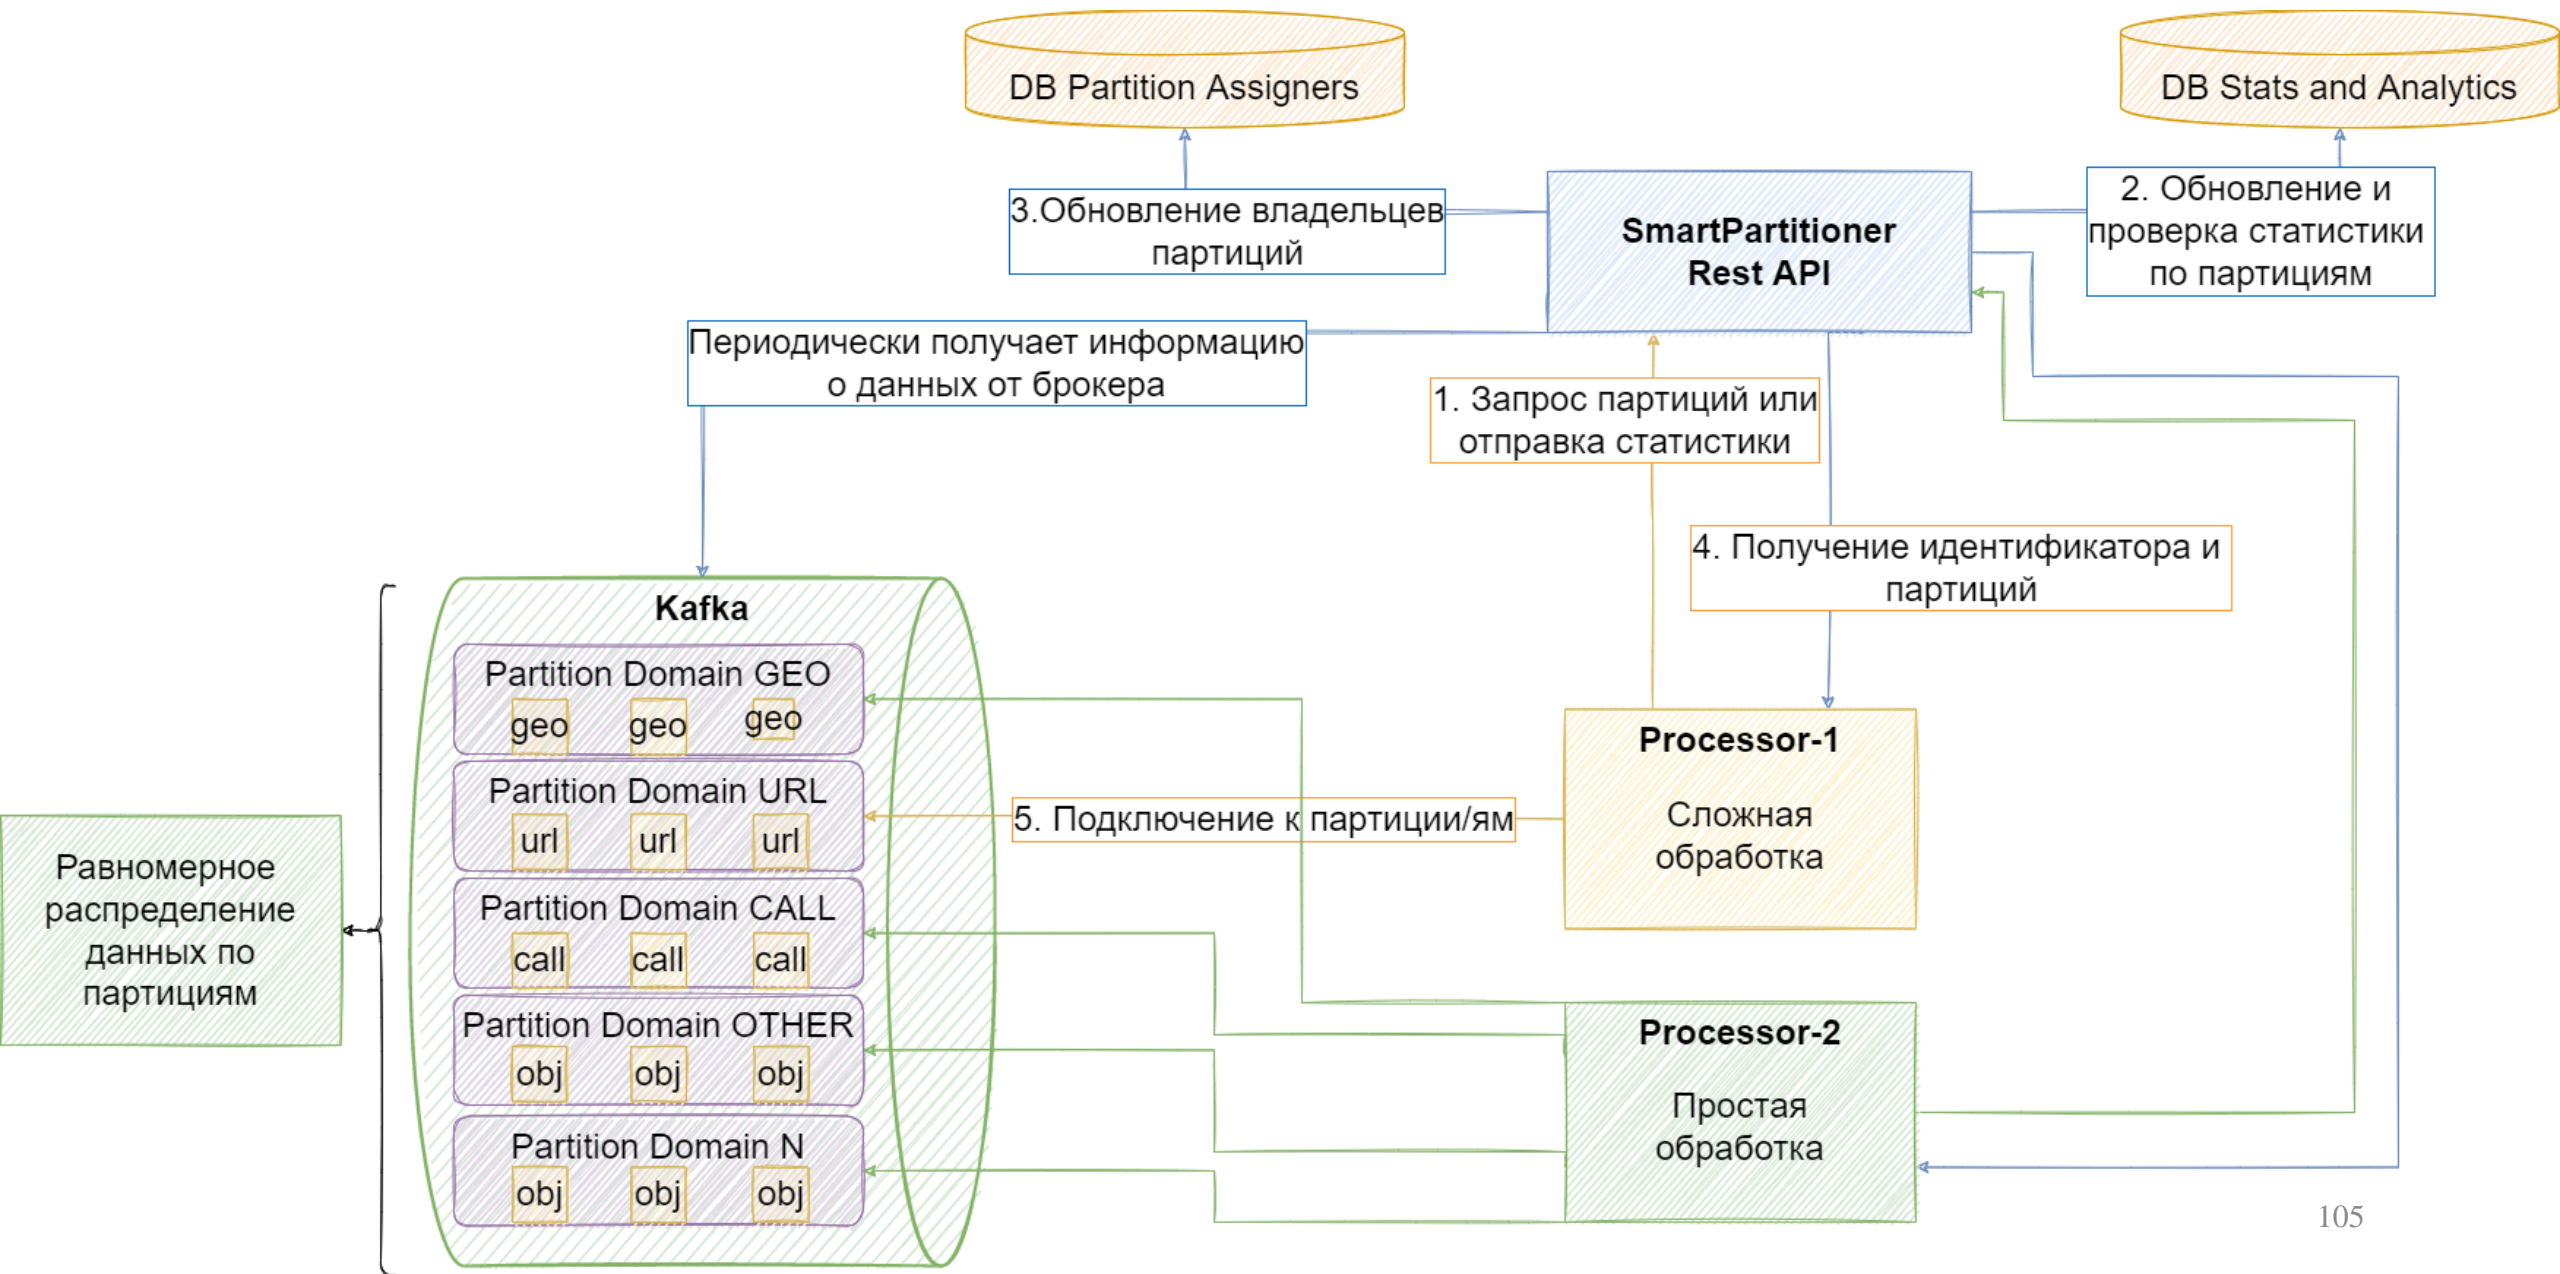 DB Partition Assigners
DB Stats and Analytics
3.Обновление владельцев
партиций
SmartPartitioner
Rest API
2. Обновление и
проверка статистики
по партициям
Периодически получает информацию
о данных от брокера
1. Запрос партиций или
отправка статистики
4. Получение идентификатора и
партиций
Kafka
Partition Domain GEO
geo geo geo
Partition Domain URL
url url url
Partition Domain CALL
call call call
Partition Domain OTHER
obj obj obj
Partition Domain N
obj obj obj
Равномерное
распределение
данных по
партициям
5. Подключение к партиции/ям
Processor-1
Сложная
обработка
Processor-2
Простая
обработка
105